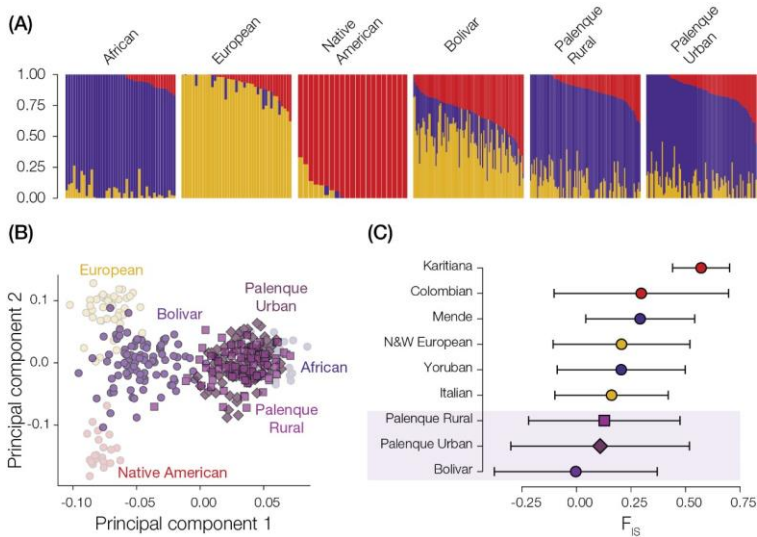 (A)
African
European
Native
American
Bolivar
Palenque
Rural
Palenque
Urban
1.00
0.75
0.50
0.25
0.00
(B)
European
Bolivar
Palenque
Urban
African
Palenque
Rural
Native American
0.1
0.0
-0.1
Principal component 2
-0.10
-0.05
0.00
0.05
Principal component 1
(C)
Karitiana
Colombian
Mende
N&W European
Yoruban
Italian
Palenque Rural
Palenque Urban
Bolivar
-0.25
0.00
0.25
0.50
0.75
FIS